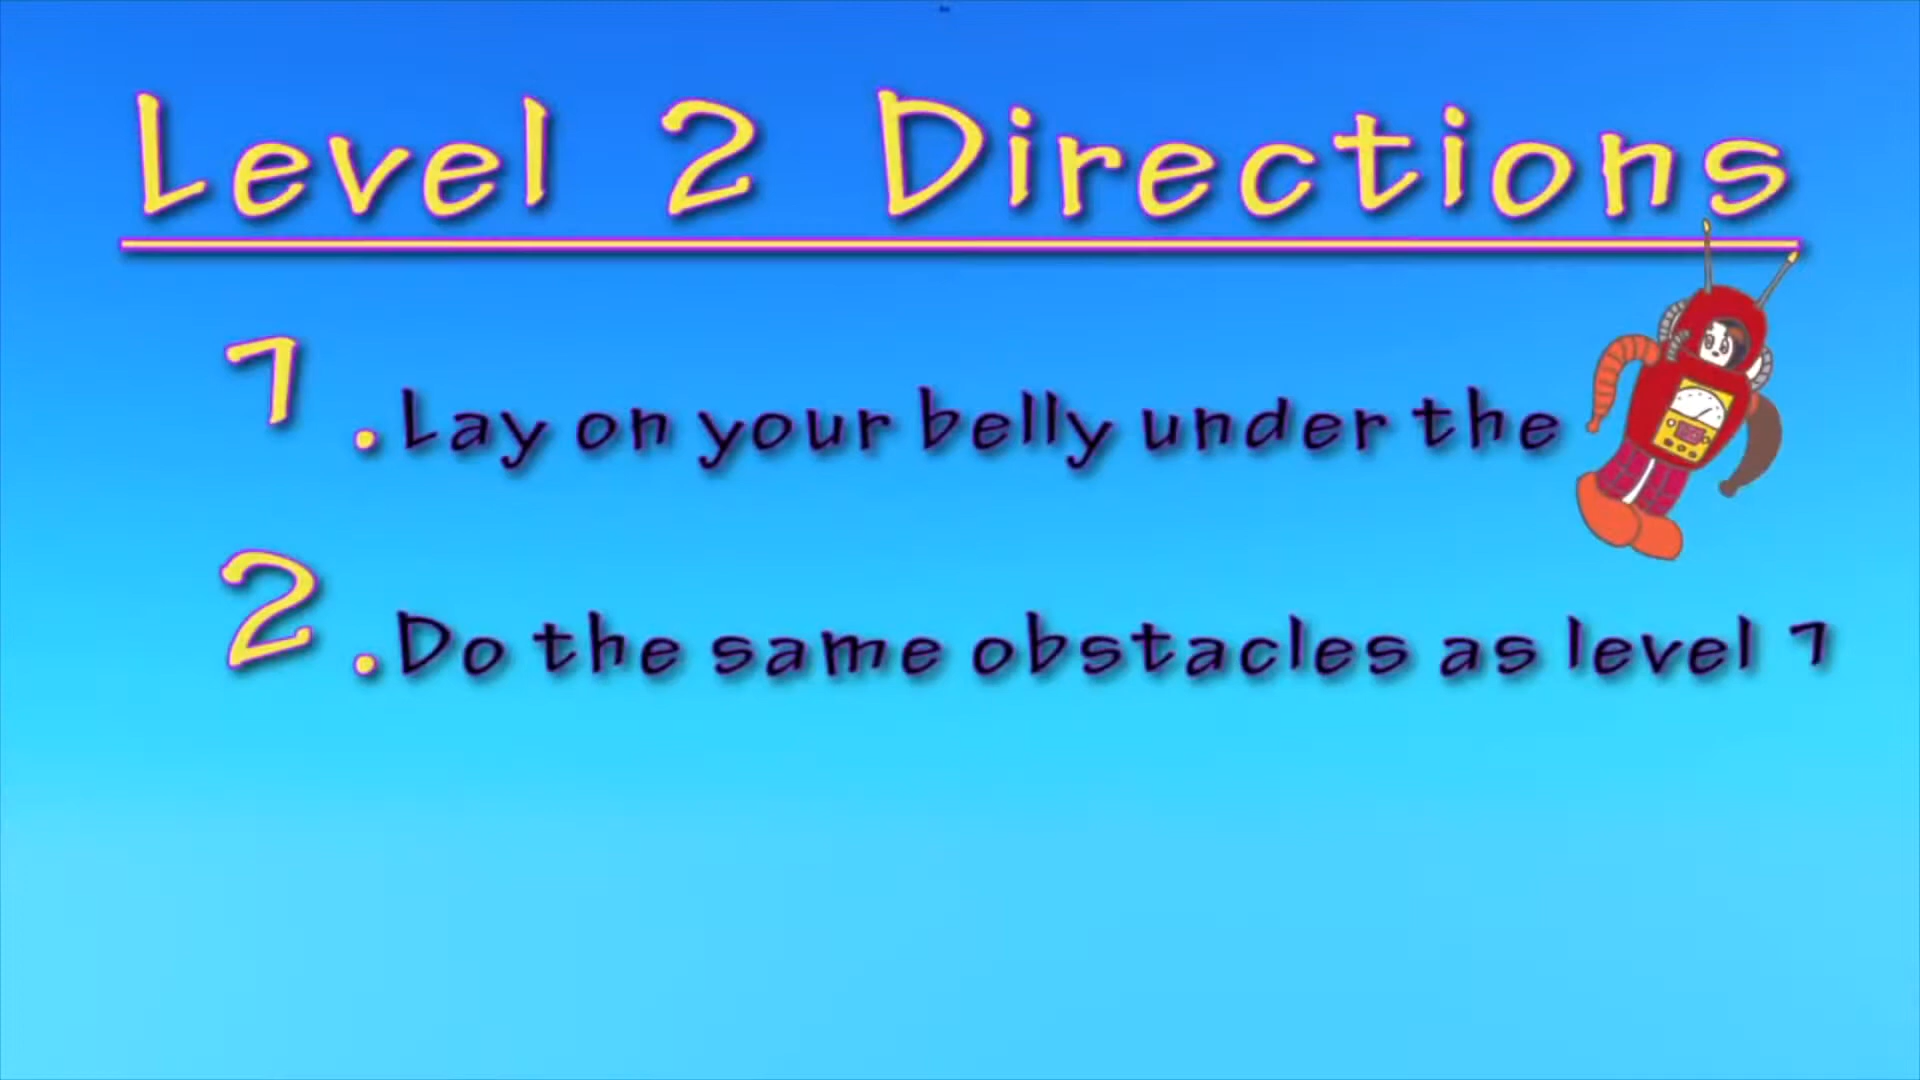 Level 2 Directions
1. Lay on your belly under the
2. Do the same obstacles as level 1